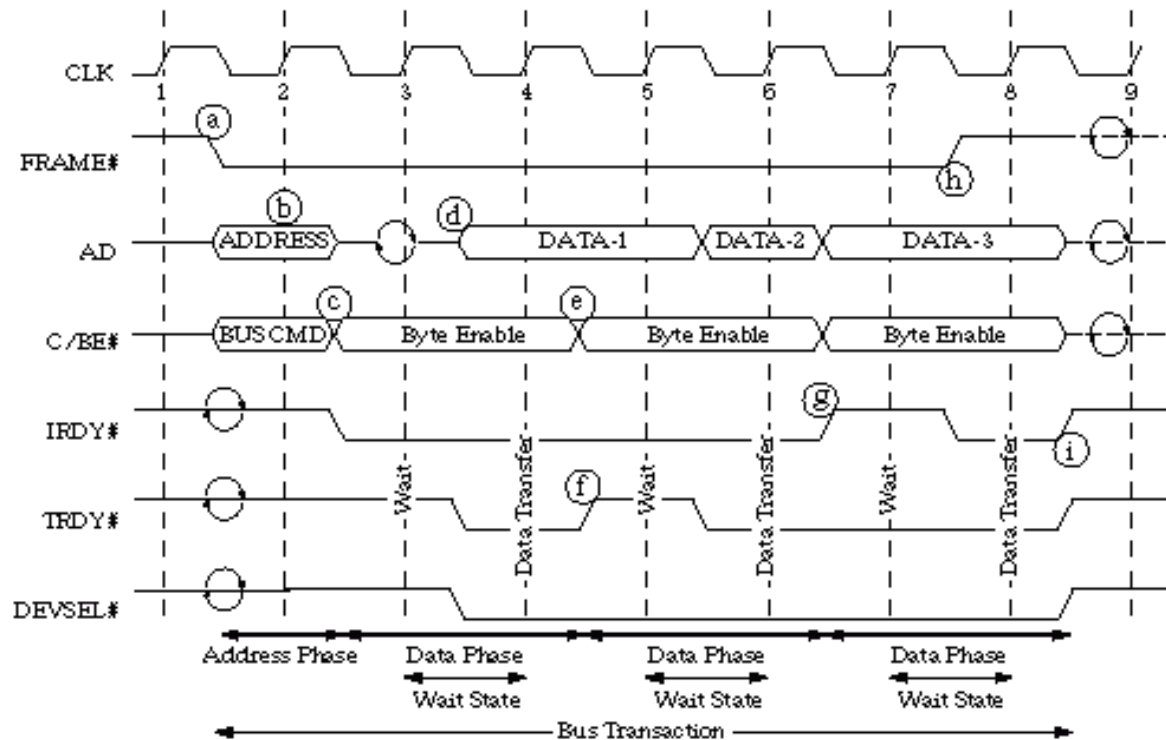 CLK
1 2 3 4 5 6 7 8 9
a
FRAME#
h
b
d
AD
ADDRESS DATA-1 DATA-2 DATA-3
c e
C/BE#
BUS CMD Byte Enable Byte Enable Byte Enable
g
IRDY#
i
Wait Data Transfer Wait Data Transfer Wait Data Transfer
f
TRDY#
DEVSEL#
Address Phase Data Phase Data Phase Data Phase
Wait State Wait State Wait State
Bus Transaction